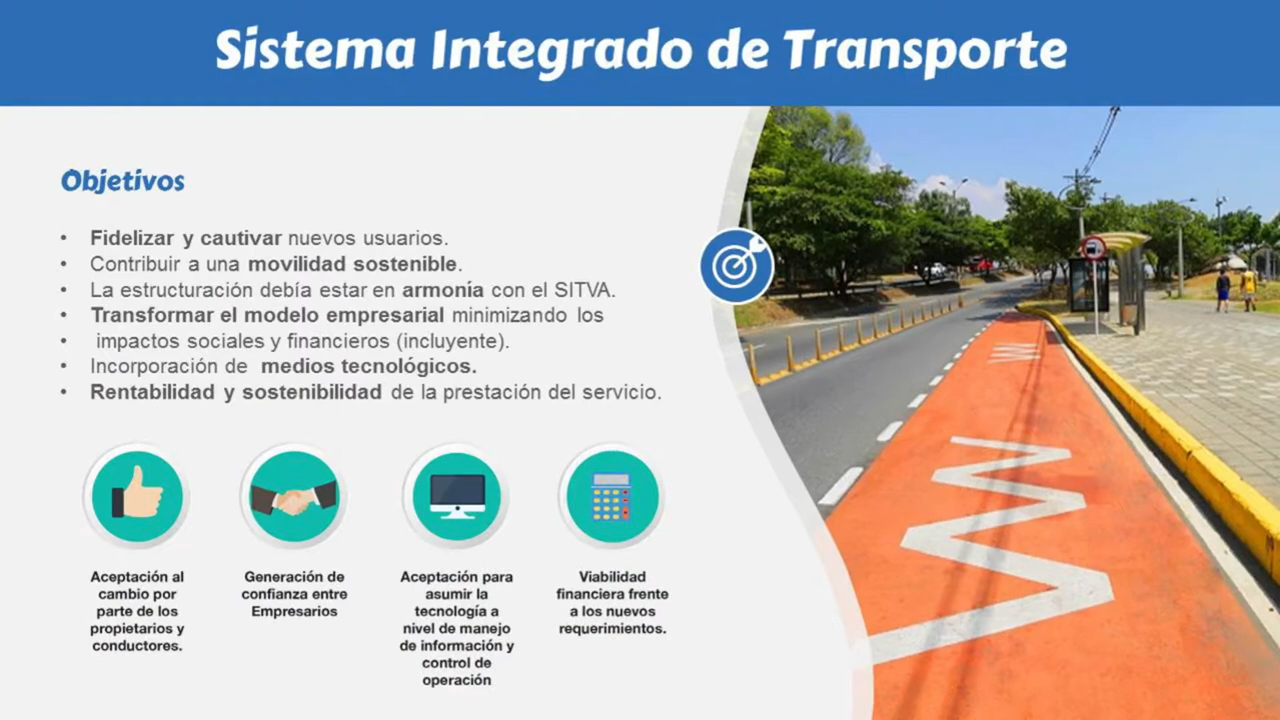 Sistema Integrado de Transporte
Objetivos
• Fidelizar y cautivar nuevos usuarios.
• Contribuir a una movilidad sostenible.
• La estructuración debía estar en armonía con el SITVA.
• Transformar el modelo empresarial minimizando los
• impactos sociales y financieros (incluyente).
• Incorporación de medios tecnológicos.
• Rentabilidad y sostenibilidad de la prestación del servicio.
Aceptación al
cambio por
parte de los
propietarios y
conductores.
Generación de
confianza entre
Empresarios
Aceptación para
asumir la
tecnología a
nivel de manejo
de información y
control de
operación
Viabilidad
financiera frente
a los nuevos
requerimientos.